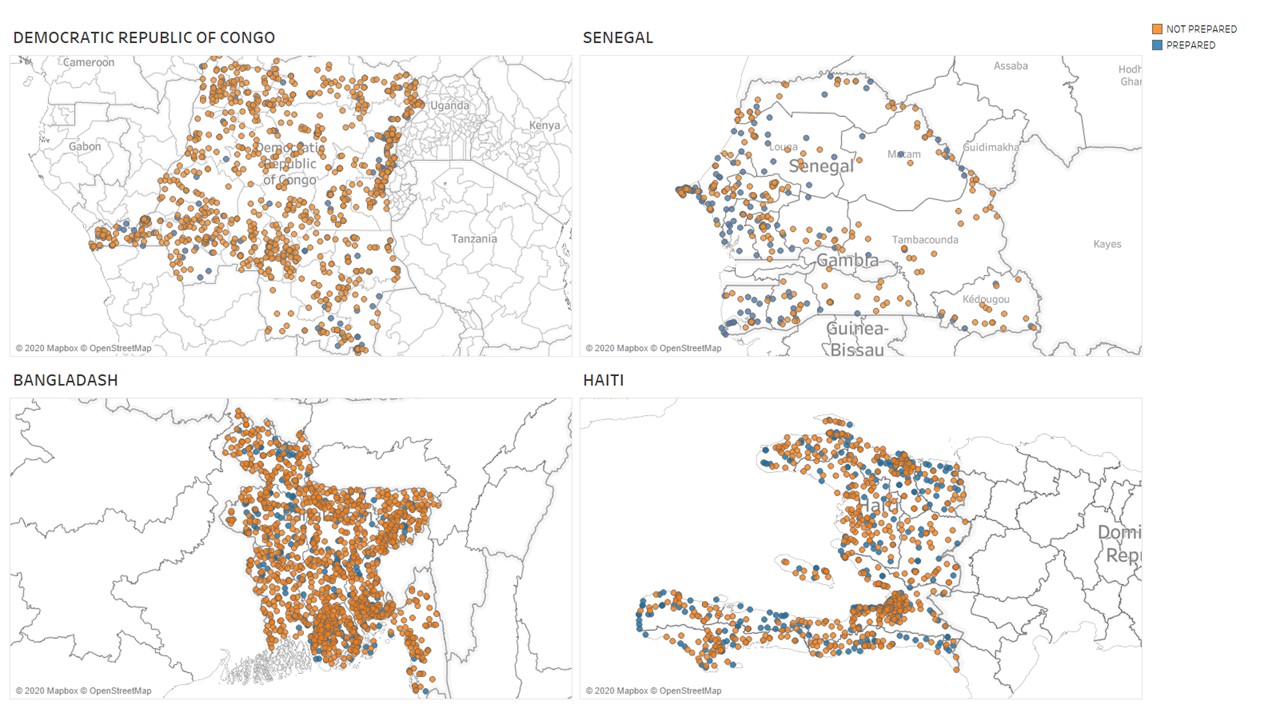 DEMOCRATIC REPUBLIC OF CONGO
Cameroon
Uganda
Kenya
Gabon
Democratic
Republic
of Congo
Tanzania
© 2020 Mapbox © OpenStreetMap
SENEGAL
Assaba
Hodh
Ghar
Louga
Senegal
Matam
Guidimakha
Tambacounda
Kayes
Gambia
Kédougou
Guinea-
Bissau
© 2020 Mapbox © OpenStreetMap
NOT PREPARED
PREPARED
BANGLADASH
© 2020 Mapbox © OpenStreetMap
HAITI
Haiti
Domi
Repu
© 2020 Mapbox © OpenStreetMap